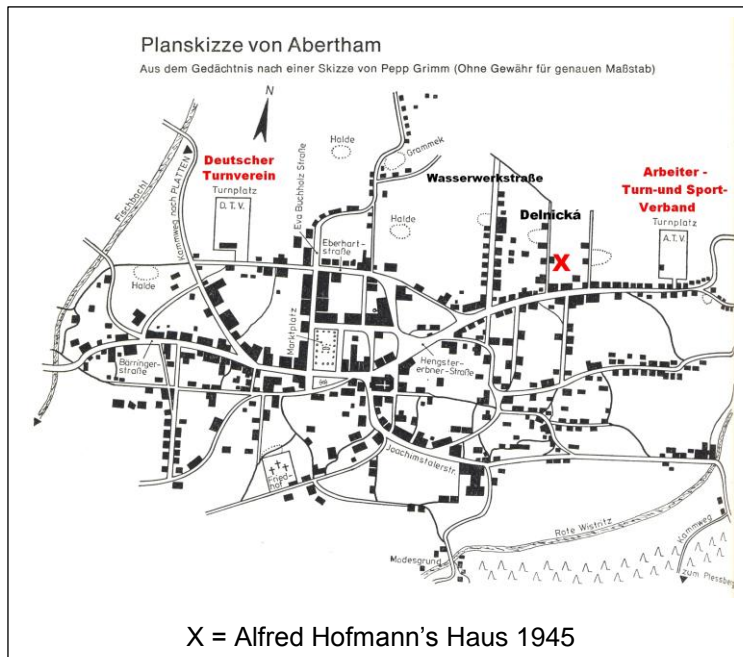 Planskizze von Abertham
Aus dem Gedächtnis nach einer Skizze von Pepp Grimm (Ohne Gewähr für genauen Maßstab)
N
Fischbachl
Kammweg nach PLATTEN
Deutscher
Turnverein
Turnplatz
D.T.V.
Eva Buchholz Straße
Halde
Grammek
Wasserwerkstraße
Delnická
X
Arbeiter -
Turn-und Sport-
Verband
Turnplatz
A.T.V.
Halde
Eberhart-
straße
Halde
Marktplatz
Bärringer-
straße
Hengster-
erbner-Straße
Joachimstalerstr.
Fried-
hof
Modesgrund
Rote Wistritz
Kammweg
zum Plessberg
X = Alfred Hofmann's Haus 1945